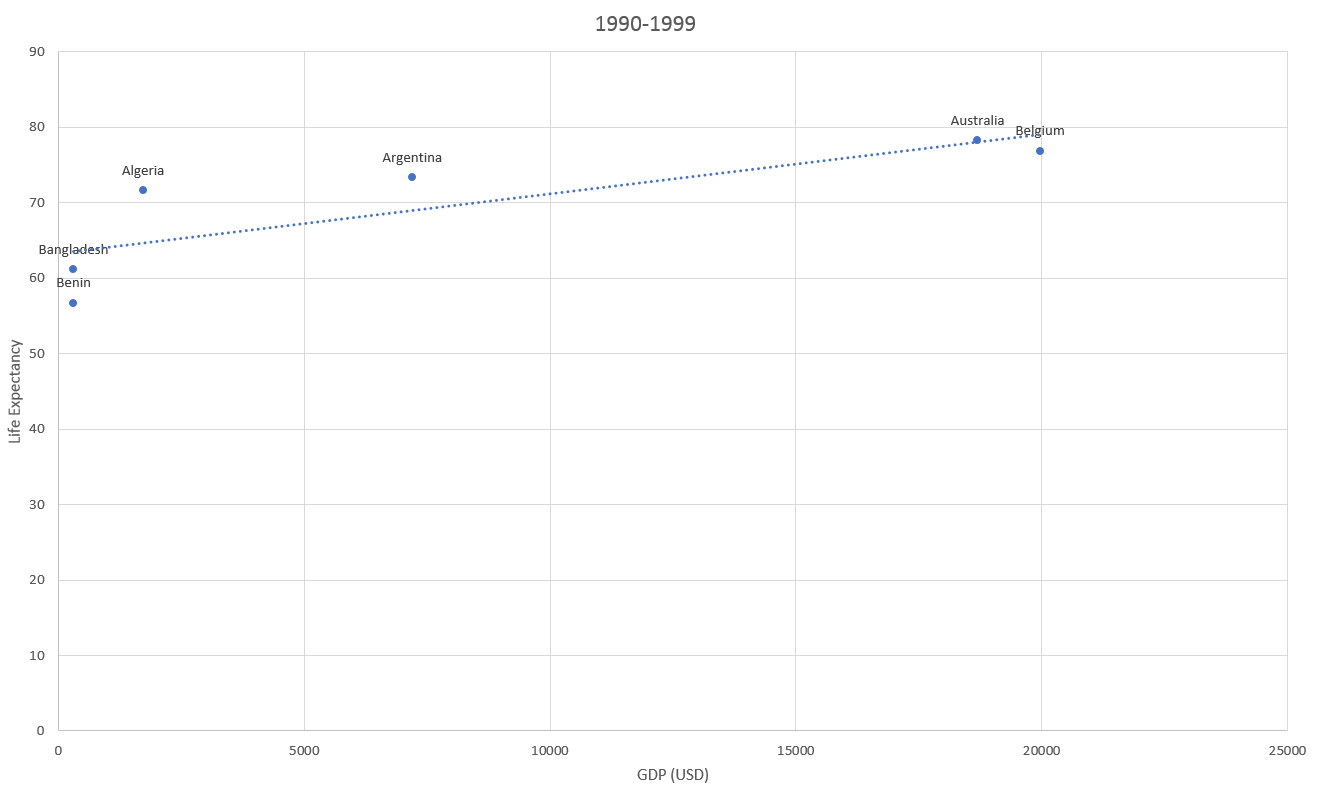 1990-1999
90
80
70
60
50
40
30
20
10
0
Life Expectancy
Australia
Belgium
Argentina
Algeria
Bangladesh
Benin
0 5000 10000 15000 20000 25000
GDP (USD)